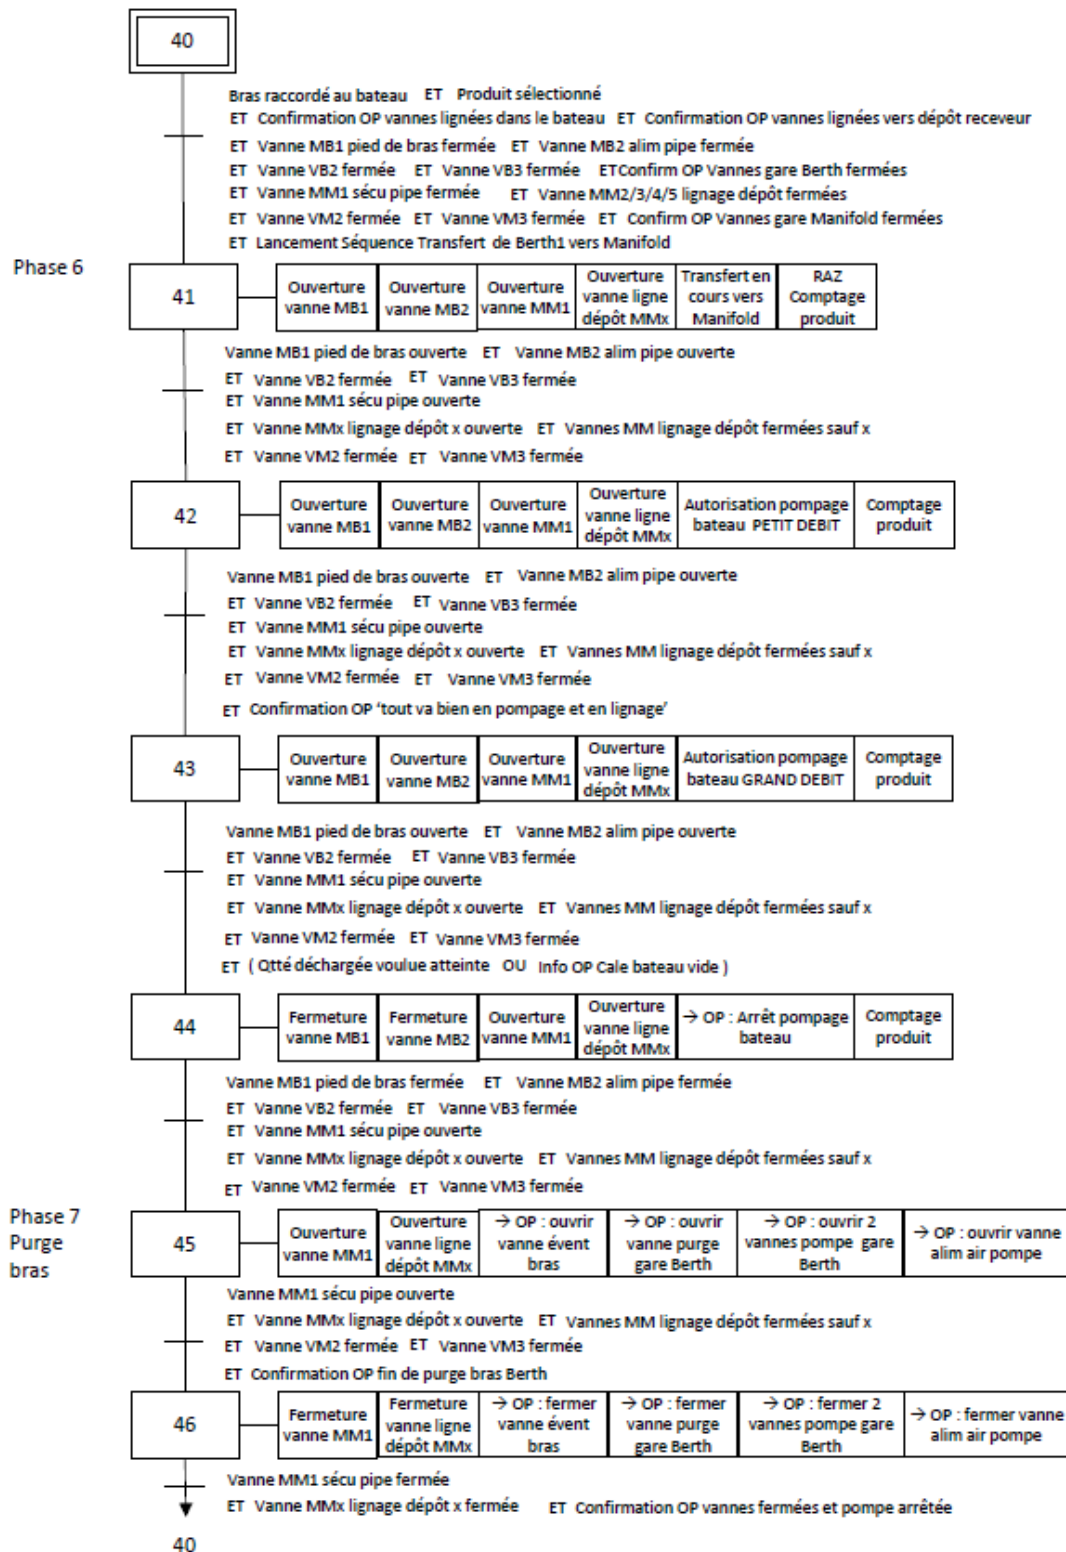 40
Bras raccordé au bateau ET Produit sélectionné
ET Confirmation OP vannes lignées dans le bateau ET Confirmation OP vannes lignées vers dépôt receveur
ET Vanne MB1 pied de bras fermée ET Vanne MB2 alim pipe fermée
ET Vanne VB2 fermée ET Vanne VB3 fermée ETConfirm OP Vannes gare Berth fermées
ET Vanne MM1 sécu pipe fermée ET Vanne MM2/3/4/5 lignage dépôt fermées
ET Vanne VM2 fermée ET Vanne VM3 fermée ET Confirm OP Vannes gare Manifold fermées
ET Lancement Séquence Transfert de Berth1 vers Manifold
Phase 6
41
Ouverture
vanne MB1
Ouverture
vanne MB2
Ouverture
vanne MM1
Ouverture
vanne ligne
dépôt MMx
Transfert en
cours vers
Manifold
RAZ
Comptage
produit
Vanne MB1 pied de bras ouverte ET Vanne MB2 alim pipe ouverte
ET Vanne VB2 fermée ET Vanne VB3 fermée
ET Vanne MM1 sécu pipe ouverte
ET Vanne MMx lignage dépôt x ouverte ET Vannes MM lignage dépôt fermées sauf x
ET Vanne VM2 fermée ET Vanne VM3 fermée
42
Ouverture
vanne MB1
Ouverture
vanne MB2
Ouverture
vanne MM1
Ouverture
vanne ligne
dépôt MMx
Autorisation pompage
bateau PETIT DEBIT
Comptage
produit
Vanne MB1 pied de bras ouverte ET Vanne MB2 alim pipe ouverte
ET Vanne VB2 fermée ET Vanne VB3 fermée
ET Vanne MM1 sécu pipe ouverte
ET Vanne MMx lignage dépôt x ouverte ET Vannes MM lignage dépôt fermées sauf x
ET Vanne VM2 fermée ET Vanne VM3 fermée
ET Confirmation OP ‘tout va bien en pompage et en lignage’
43
Ouverture
vanne MB1
Ouverture
vanne MB2
Ouverture
vanne MM1
Ouverture
vanne ligne
dépôt MMx
Autorisation pompage
bateau GRAND DEBIT
Comptage
produit
Vanne MB1 pied de bras ouverte ET Vanne MB2 alim pipe ouverte
ET Vanne VB2 fermée ET Vanne VB3 fermée
ET Vanne MM1 sécu pipe ouverte
ET Vanne MMx lignage dépôt x ouverte ET Vannes MM lignage dépôt fermées sauf x
ET Vanne VM2 fermée ET Vanne VM3 fermée
ET ( Qtté déchargée voulue atteinte OU Info OP Cale bateau vide )
44
Fermeture
vanne MB1
Fermeture
vanne MB2
Ouverture
vanne MM1
Ouverture
vanne ligne
dépôt MMx
→ OP : Arrêt pompage
bateau
Comptage
produit
Vanne MB1 pied de bras fermée ET Vanne MB2 alim pipe fermée
ET Vanne VB2 fermée ET Vanne VB3 fermée
ET Vanne MM1 sécu pipe ouverte
ET Vanne MMx lignage dépôt x ouverte ET Vannes MM lignage dépôt fermées sauf x
ET Vanne VM2 fermée ET Vanne VM3 fermée
Phase 7
Purge
bras
45
Ouverture
vanne MM1
Ouverture
vanne ligne
dépôt MMx
→ OP : ouvrir
vanne évent
bras
→ OP : ouvrir
vanne purge
gare Berth
→ OP : ouvrir 2
vannes pompe gare
Berth
→ OP : ouvrir vanne
alim air pompe
Vanne MM1 sécu pipe ouverte
ET Vanne MMx lignage dépôt x ouverte ET Vannes MM lignage dépôt fermées sauf x
ET Vanne VM2 fermée ET Vanne VM3 fermée
ET Confirmation OP fin de purge bras Berth
46
Fermeture
vanne MM1
Fermeture
vanne ligne
dépôt MMx
→ OP : fermer
vanne évent
bras
→ OP : fermer
vanne purge
gare Berth
→ OP : fermer 2
vannes pompe gare
Berth
→ OP : fermer vanne
alim air pompe
Vanne MM1 sécu pipe fermée
ET Vanne MMx lignage dépôt x fermée ET Confirmation OP vannes fermées et pompe arrêtée
40